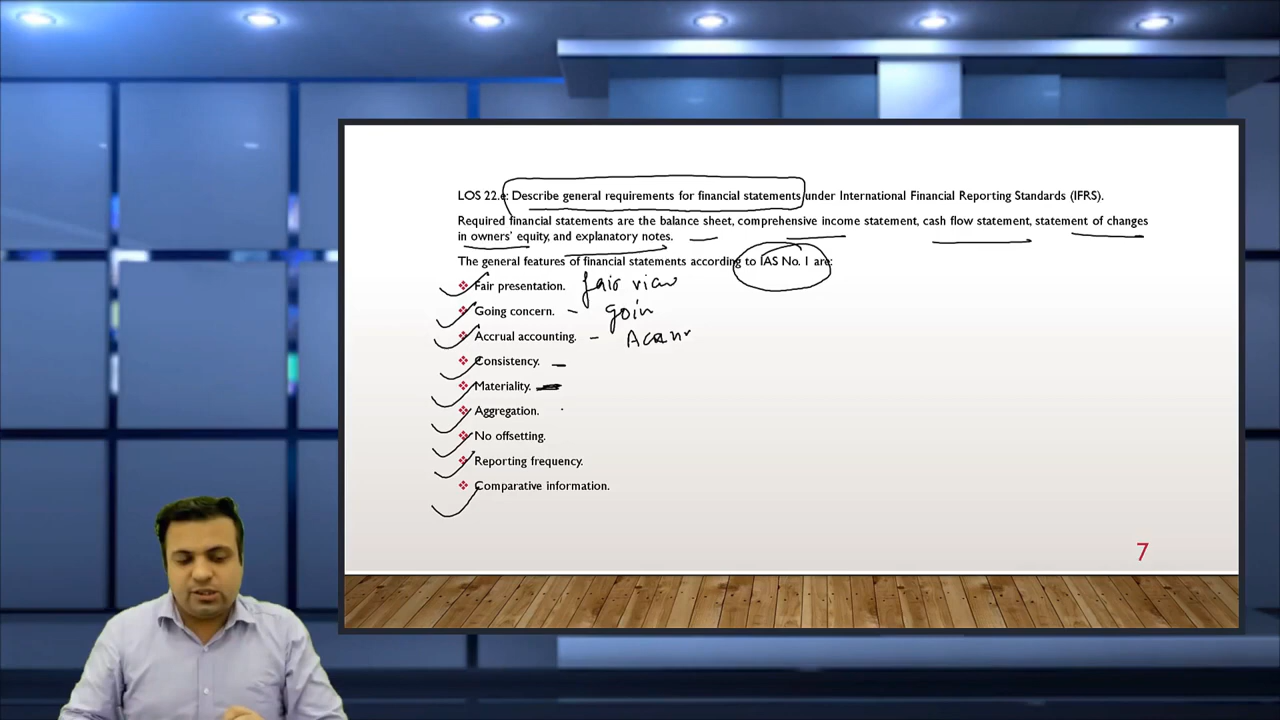 LOS 22.e: Describe general requirements for financial statements under International Financial Reporting Standards (IFRS).
Required financial statements are the balance sheet, comprehensive income statement, cash flow statement, statement of changes
in owners' equity, and explanatory notes.
The general features of financial statements according to IAS No. 1 are:
❖ Fair presentation. fair view
❖ Going concern. – goin
❖ Accrual accounting. –
❖ Consistency. –
❖ Materiality.
❖ Aggregation.
❖ No offsetting.
❖ Reporting frequency.
❖ Comparative information.
7